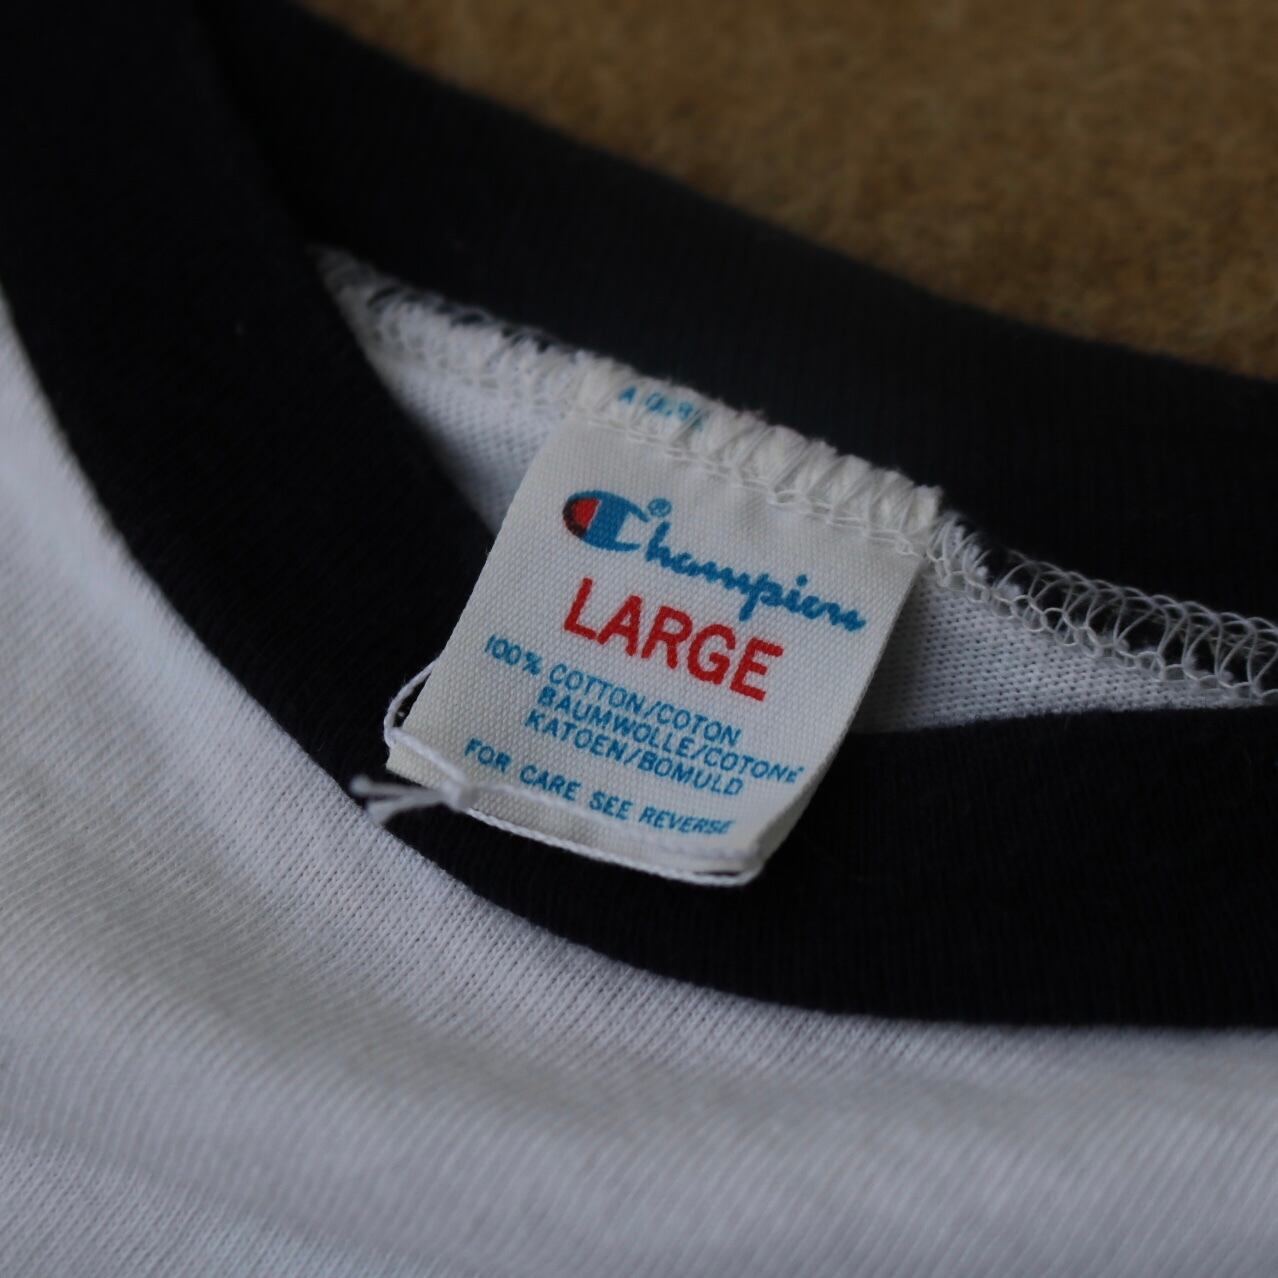 Champion®
LARGE
100% COTTON/COTON
BAUMWOLLE/COTONE
KATOEN/BOMULD
FOR CARE SEE REVERSE